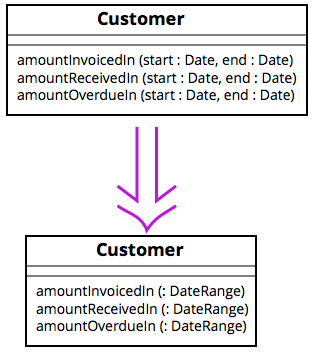 Customer
amountInvoicedIn (start : Date, end : Date)
amountReceivedIn (start : Date, end : Date)
amountOverdueIn (start : Date, end : Date)
Customer
amountInvoicedIn (: DateRange)
amountReceivedIn (: DateRange)
amountOverdueIn (: DateRange)